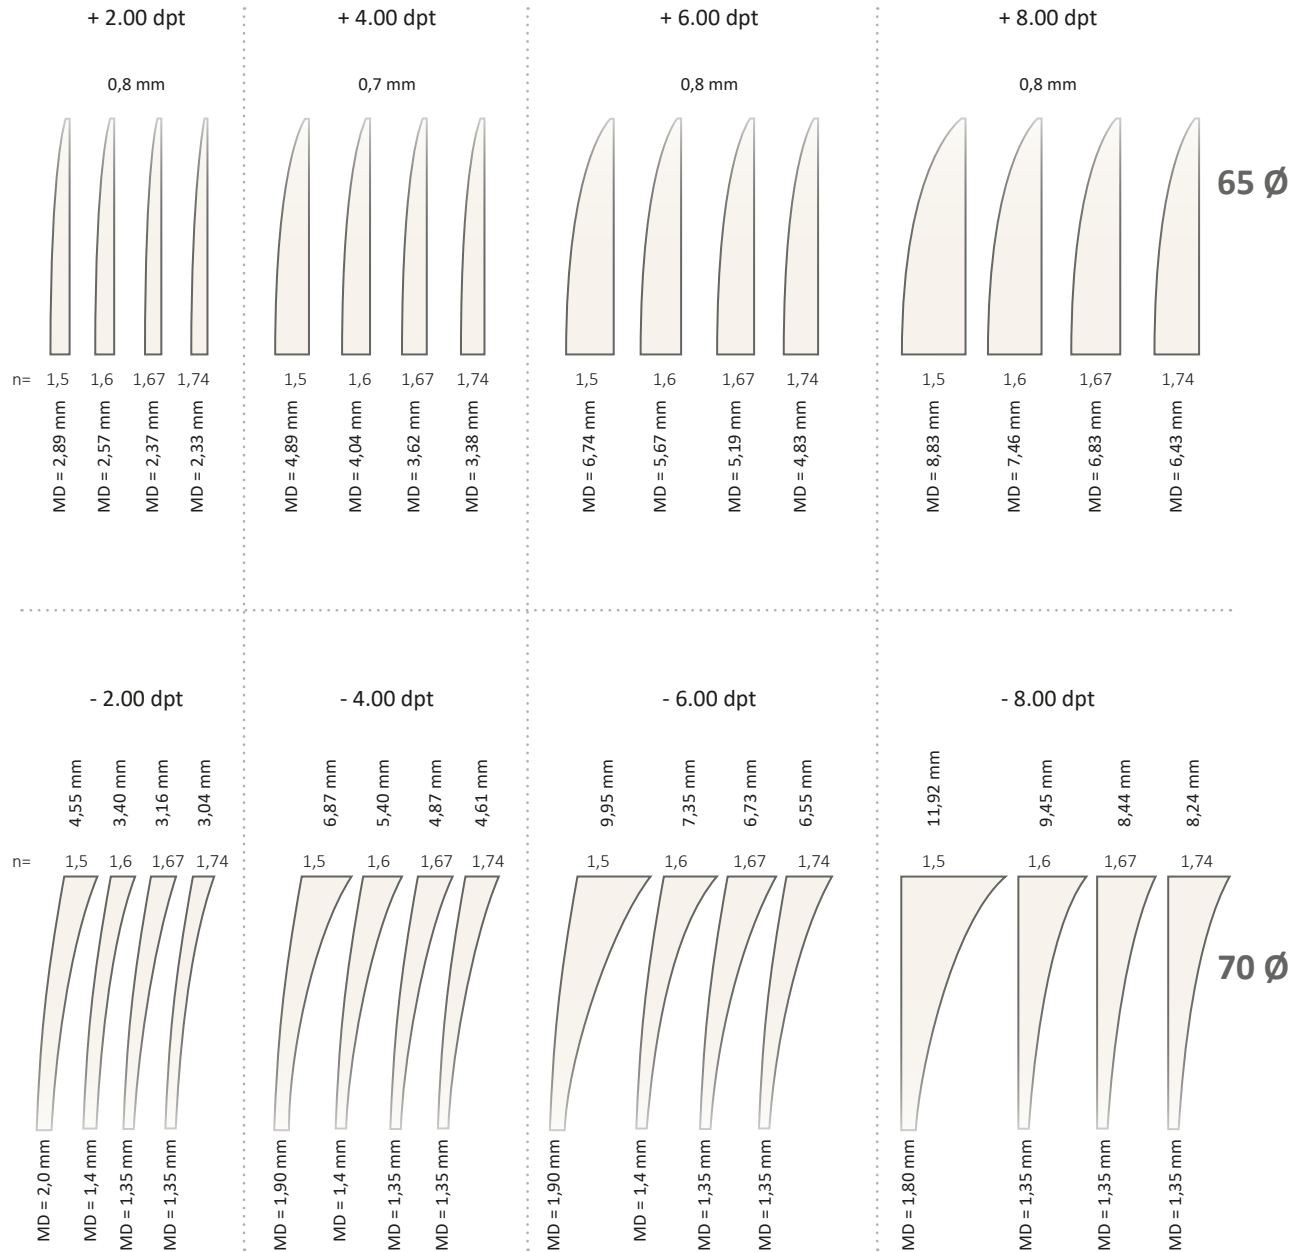 + 2.00 dpt + 4.00 dpt + 6.00 dpt + 8.00 dpt
0,8 mm 0,7 mm 0,8 mm 0,8 mm
65 Ø
n= 1,5 1,6 1,67 1,74 1,5 1,6 1,67 1,74 1,5 1,6 1,67 1,74 1,5 1,6 1,67 1,74
MD = 2,89 mm
MD = 2,57 mm
MD = 2,37 mm
MD = 2,33 mm
MD = 4,89 mm
MD = 4,04 mm
MD = 3,62 mm
MD = 3,38 mm
MD = 6,74 mm
MD = 5,67 mm
MD = 5,19 mm
MD = 4,83 mm
MD = 8,83 mm
MD = 7,46 mm
MD = 6,83 mm
MD = 6,43 mm
- 2.00 dpt - 4.00 dpt - 6.00 dpt - 8.00 dpt
4,55 mm
3,40 mm
3,16 mm
3,04 mm
6,87 mm
5,40 mm
4,87 mm
4,61 mm
9,95 mm
7,35 mm
6,73 mm
6,55 mm
11,92 mm
9,45 mm
8,44 mm
8,24 mm
n= 1,5 1,6 1,67 1,74 1,5 1,6 1,67 1,74 1,5 1,6 1,67 1,74 1,5 1,6 1,67 1,74
70 Ø
MD = 2,0 mm
MD = 1,4 mm
MD = 1,35 mm
MD = 1,35 mm
MD = 1,90 mm
MD = 1,4 mm
MD = 1,35 mm
MD = 1,35 mm
MD = 1,90 mm
MD = 1,4 mm
MD = 1,35 mm
MD = 1,35 mm
MD = 1,80 mm
MD = 1,35 mm
MD = 1,35 mm
MD = 1,35 mm